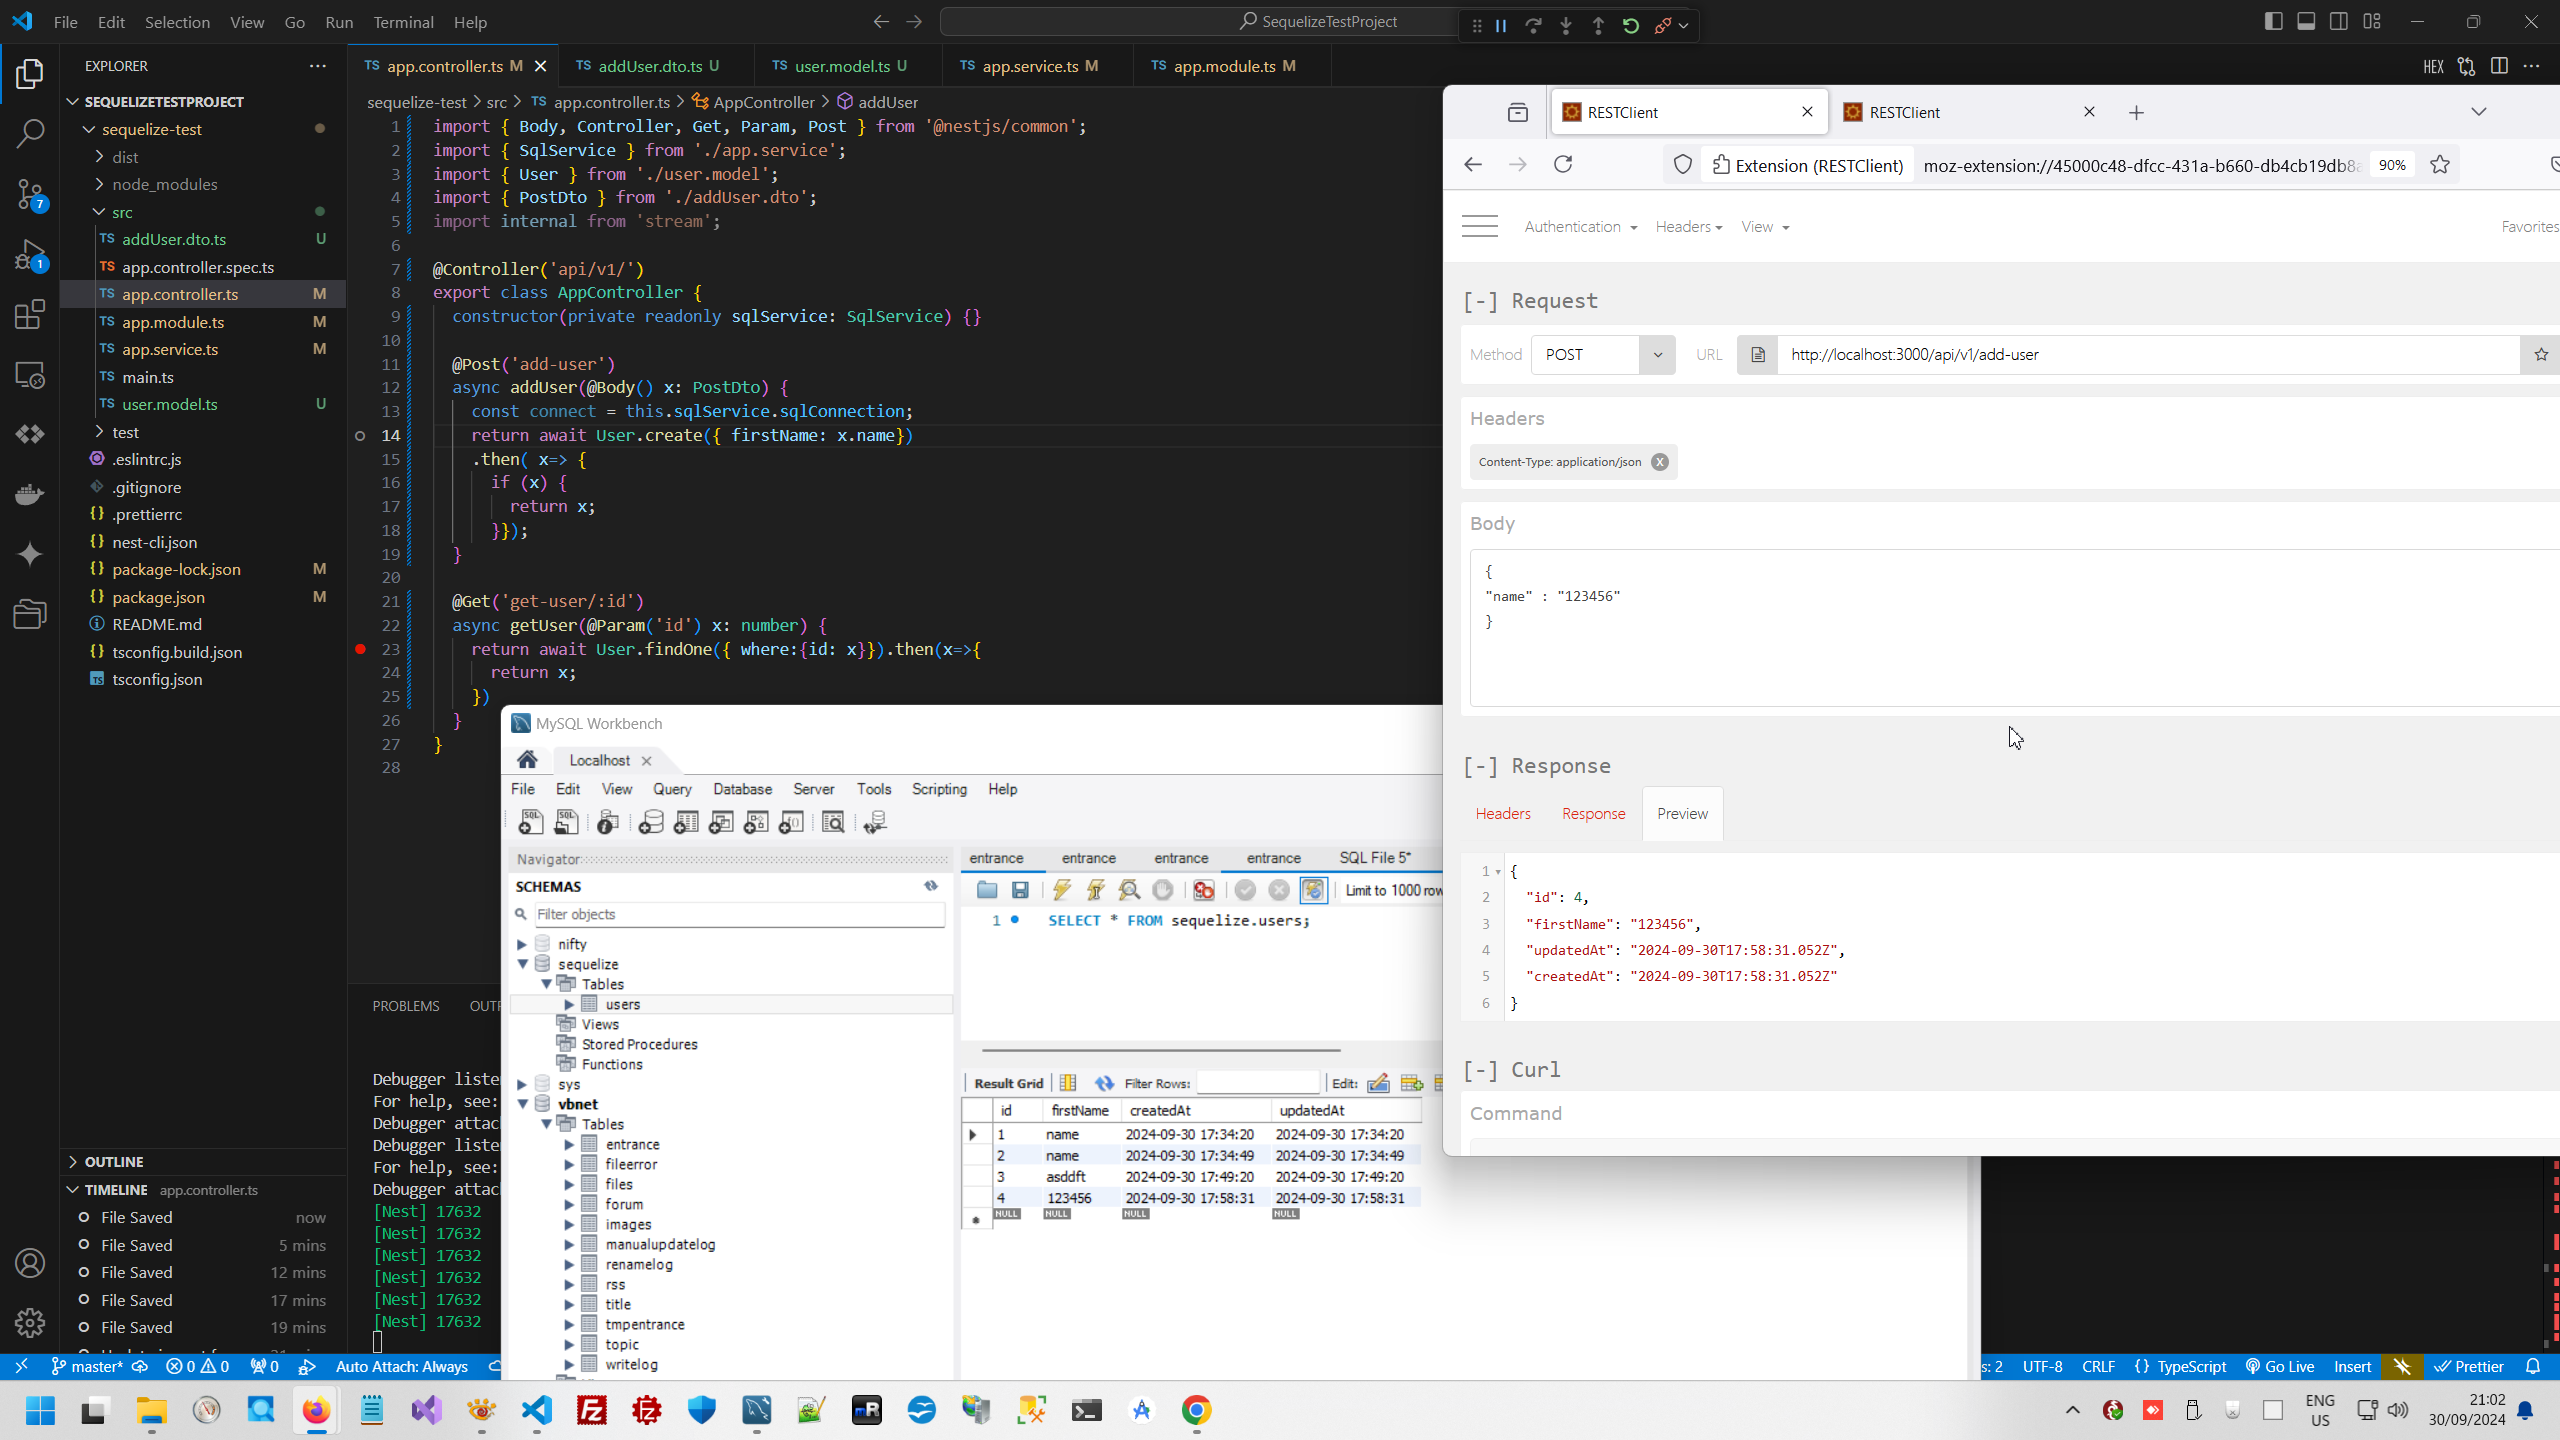 File Edit Selection View Go Run Terminal Help
SequelizeTestProject
EXPLORER
SEQUELIZETESTPROJECT
sequelize-test
dist
node_modules
src
TS addUser.dto.ts U
TS app.controller.spec.ts
TS app.controller.ts M
TS app.module.ts M
TS app.service.ts M
TS main.ts
TS user.model.ts U
test
.eslintrc.js
.gitignore
.prettierrc
nest-cli.json
package-lock.json M
package.json M
README.md
tsconfig.build.json
tsconfig.json
OUTLINE
TIMELINE app.controller.ts
File Saved now
File Saved 5 mins
File Saved 12 mins
File Saved 17 mins
File Saved 19 mins
TS app.controller.ts M
TS addUser.dto.ts U
TS user.model.ts U
TS app.service.ts M
TS app.module.ts M
HEX
sequelize-test > src > TS app.controller.ts > AppController > addUser
1 import { Body, Controller, Get, Param, Post } from '@nestjs/common';
2 import { SqlService } from './app.service';
3 import { User } from './user.model';
4 import { PostDto } from './addUser.dto';
5 import internal from 'stream';
6
7 @Controller('api/v1/')
8 export class AppController {
9 constructor(private readonly sqlService: SqlService) {}
10
11 @Post('add-user')
12 async addUser(@Body() x: PostDto) {
13 const connect = this.sqlService.sqlConnection;
14 return await User.create({ firstName: x.name})
15 .then( x=> {
16 if (x) {
17 return x;
18 }});
19 }
20
21 @Get('get-user/:id')
22 async getUser(@Param('id') x: number) {
23 return await User.findOne({ where:{id: x}}).then(x=>{
24 return x;
25 })
26 }
27 }
28
PROBLEMS OUTP
Debugger liste
For help, see:
Debugger attac
Debugger liste
For help, see:
Debugger attac
[Nest] 17632
[Nest] 17632
[Nest] 17632
[Nest] 17632
[Nest] 17632
[Nest] 17632
MySQL Workbench
Localhost
File Edit View Query Database Server Tools Scripting Help
Navigator
SCHEMAS
Filter objects
nifty
sequelize
Tables
users
Views
Stored Procedures
Functions
sys
vbnet
Tables
entrance
fileerror
files
forum
images
manualupdatelog
renamelog
rss
title
tmpentrance
topic
writelog
entrance entrance entrance entrance SQL File 5*
Limit to 1000 row
1 SELECT * FROM sequelize.users;
Result Grid Filter Rows: Edit:
id firstName createdAt updatedAt
1 name 2024-09-30 17:34:20 2024-09-30 17:34:20
2 name 2024-09-30 17:34:49 2024-09-30 17:34:49
3 asddft 2024-09-30 17:49:20 2024-09-30 17:49:20
4 123456 2024-09-30 17:58:31 2024-09-30 17:58:31
NULL NULL NULL NULL
RESTClient
RESTClient
Extension (RESTClient) moz-extension://45000c48-dfcc-431a-b660-db4cb19db8a 90%
Authentication Headers View Favorites
[-] Request
Method POST URL http://localhost:3000/api/v1/add-user
Headers
Content-Type: application/json
Body
{
"name" : "123456"
}
[-] Response
Headers Response Preview
1 {
2 "id": 4,
3 "firstName": "123456",
4 "updatedAt": "2024-09-30T17:58:31.052Z",
5 "createdAt": "2024-09-30T17:58:31.052Z"
6 }
[-] Curl
Command
master* 0 0 0 Auto Attach: Always
s: 2 UTF-8 CRLF {} TypeScript Go Live Insert Prettier
ENG
US
21:02
30/09/2024